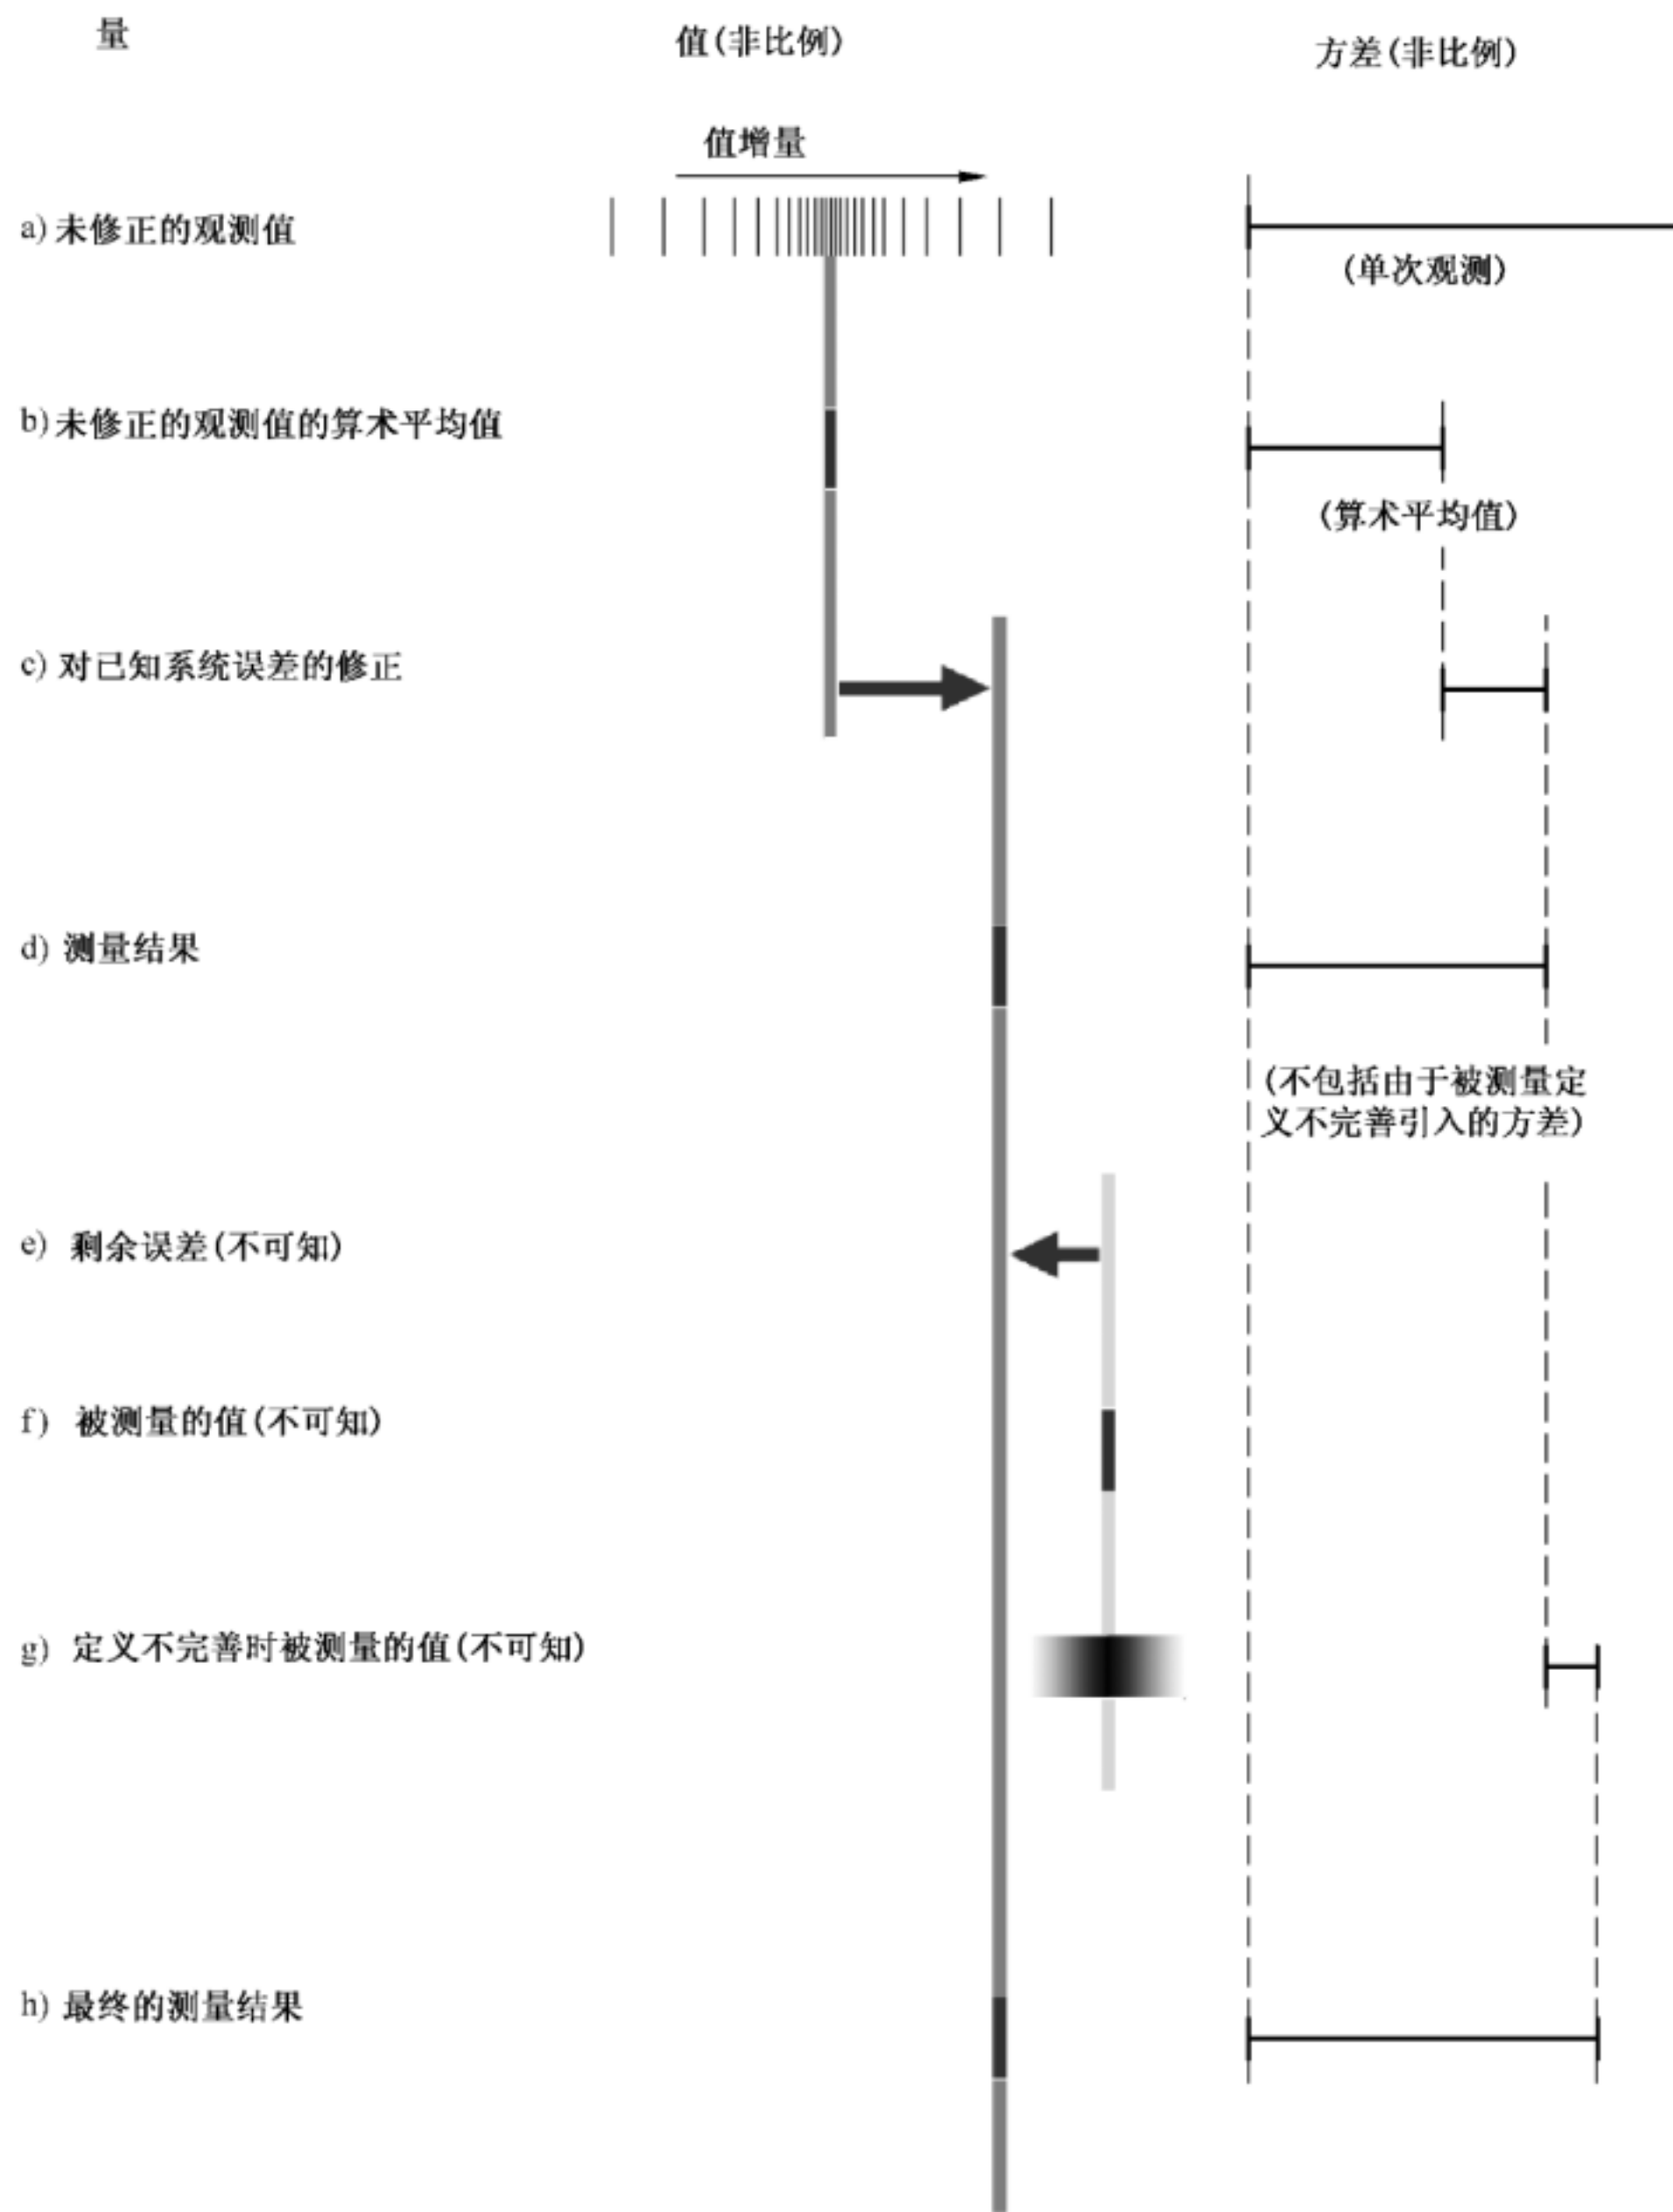 量
值(非比例)
方差(非比例)
值增量
a) 未修正的观测值
(单次观测)
b) 未修正的观测值的算术平均值
(算术平均值)
c) 对已知系统误差的修正
d) 测量结果
(不包括由于被测量定
义不完善引入的方差)
e) 剩余误差(不可知)
f) 被测量的值(不可知)
g) 定义不完善时被测量的值(不可知)
h) 最终的测量结果